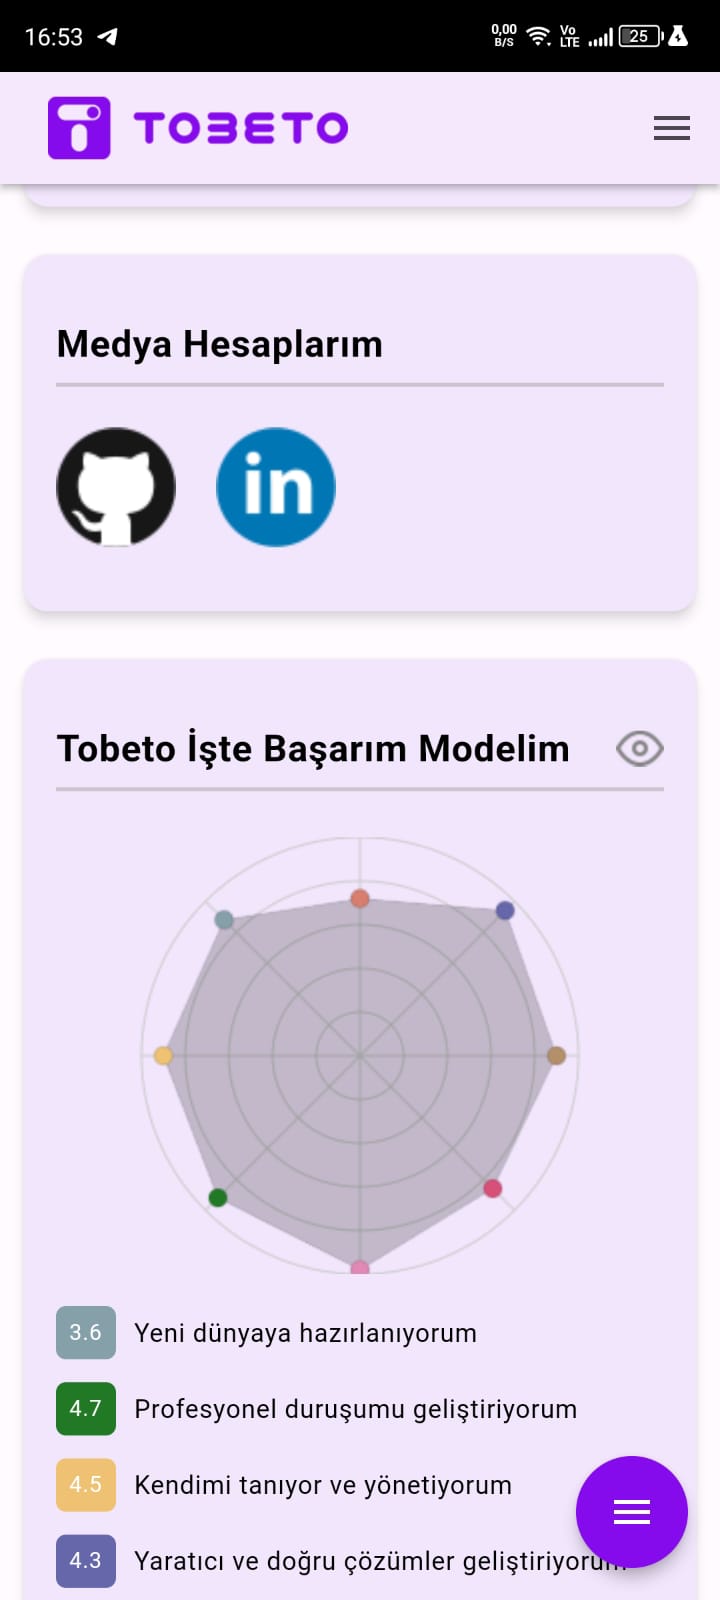 16:53
0,00
B/S
Vo
LTE
25
TOBETO
Medya Hesaplarım
in
Tobeto İşte Başarım Modelim
3.6 Yeni dünyaya hazırlanıyorum
4.7 Profesyonel duruşumu geliştiriyorum
4.5 Kendimi tanıyor ve yönetiyorum
4.3 Yaratıcı ve doğru çözümler geliştiriyorum